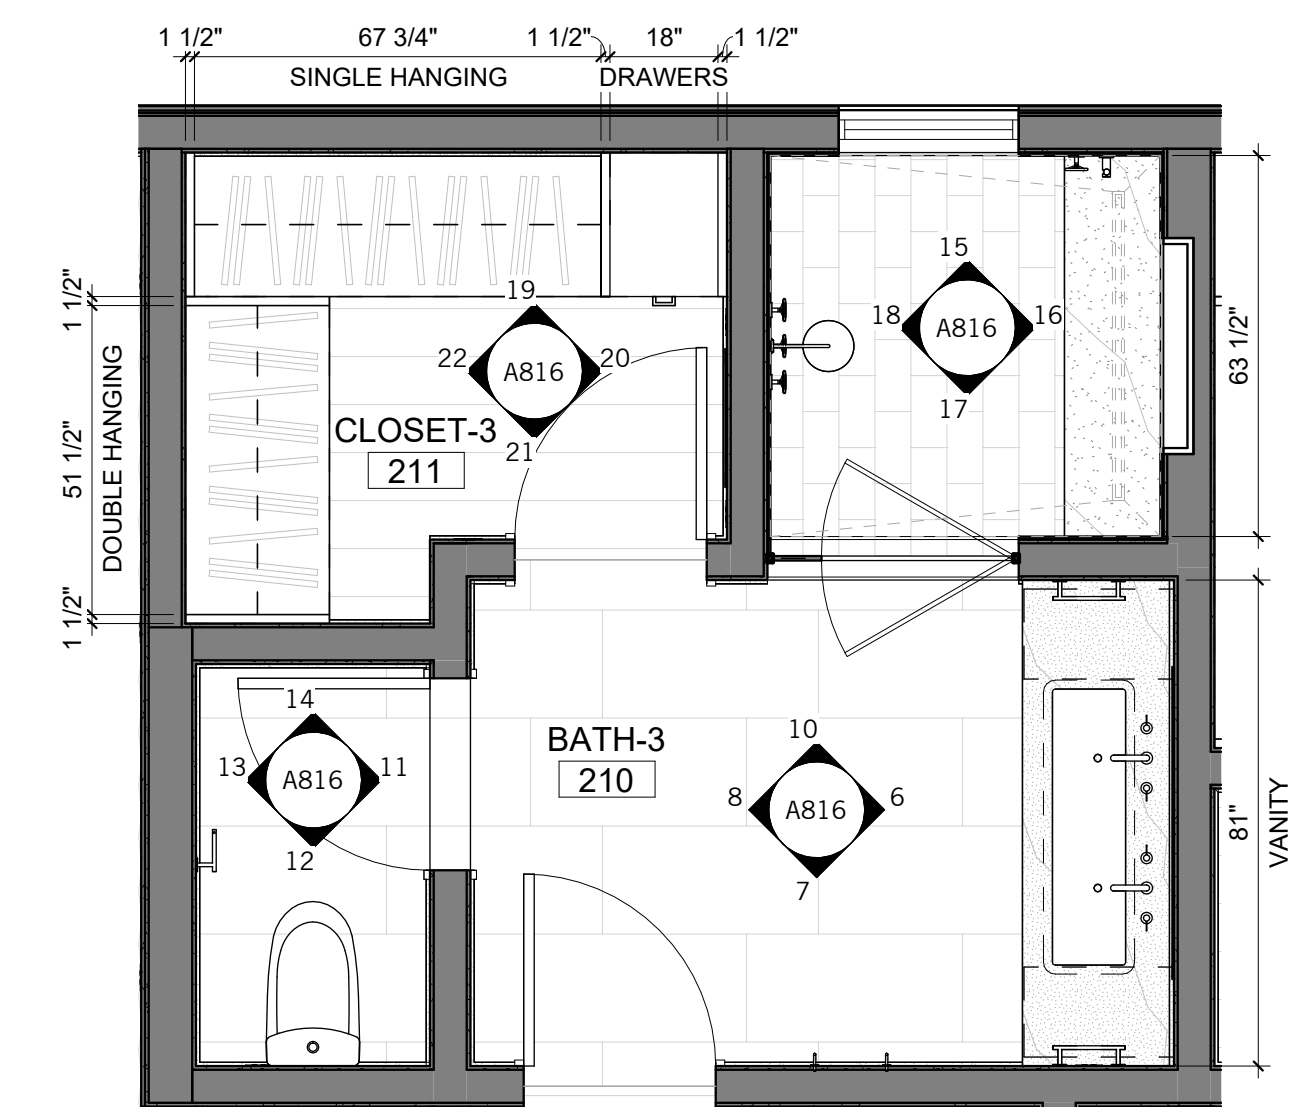 1 1/2" 67 3/4" 1 1/2" 18" 1 1/2"
SINGLE HANGING DRAWERS
1 1/2"
51 1/2"
DOUBLE HANGING
1 1/2"
19
22 A816 20
21
CLOSET-3
211
15
18 A816 16
17
63 1/2"
14
13 A816 11
12
BATH-3
210
10
8 A816 6
7
81"
VANITY